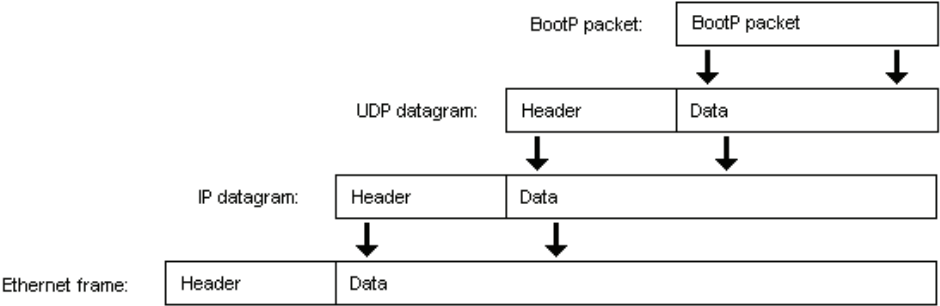 BootP packet: BootP packet
UDP datagram: Header Data
IP datagram: Header Data
Ethernet frame: Header Data